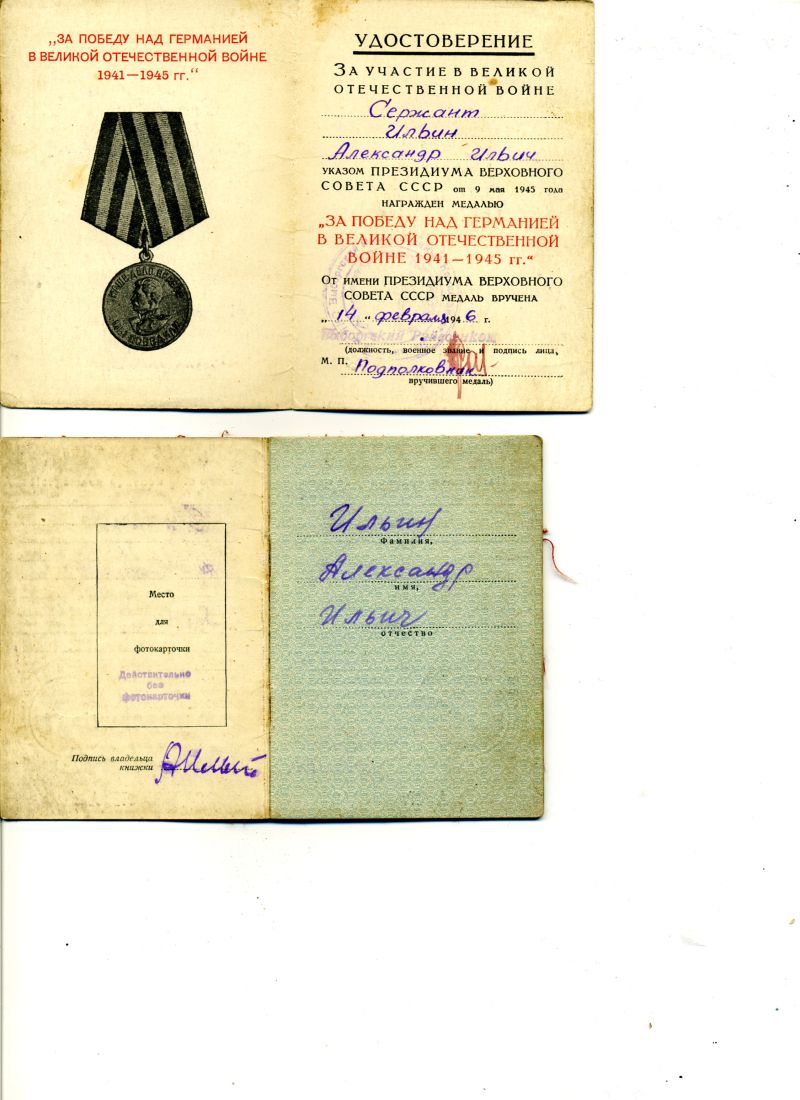 „ЗА ПОБЕДУ НАД ГЕРМАНИЕЙ
В ВЕЛИКОЙ ОТЕЧЕСТВЕННОЙ ВОЙНЕ
1941—1945 гг.“
УДОСТОВЕРЕНИЕ
ЗА УЧАСТИЕ В ВЕЛИКОЙ
ОТЕЧЕСТВЕННОЙ ВОЙНЕ
Сержант
Ильин
Александр Ильич
УКАЗОМ ПРЕЗИДИУМА ВЕРХОВНОГО
СОВЕТА СССР от 9 мая 1945 года
НАГРАЖДЕН МЕДАЛЬЮ
„ЗА ПОБЕДУ НАД ГЕРМАНИЕЙ
В ВЕЛИКОЙ ОТЕЧЕСТВЕННОЙ
ВОЙНЕ 1941—1945 гг.“
ОТ ИМЕНИ ПРЕЗИДИУМА ВЕРХОВНОГО
СОВЕТА СССР МЕДАЛЬ ВРУЧЕНА
„14“ февраля 1946 г.
(должность, военное звание и подпись лица,
М. П. Подполковник
вручившего медаль)
Ильин
Фамилия,
Александр
имя,
Ильич
отчество
Место
для
фотокарточки
Действительно
без
фотокарточки
Подпись владельца
книжки